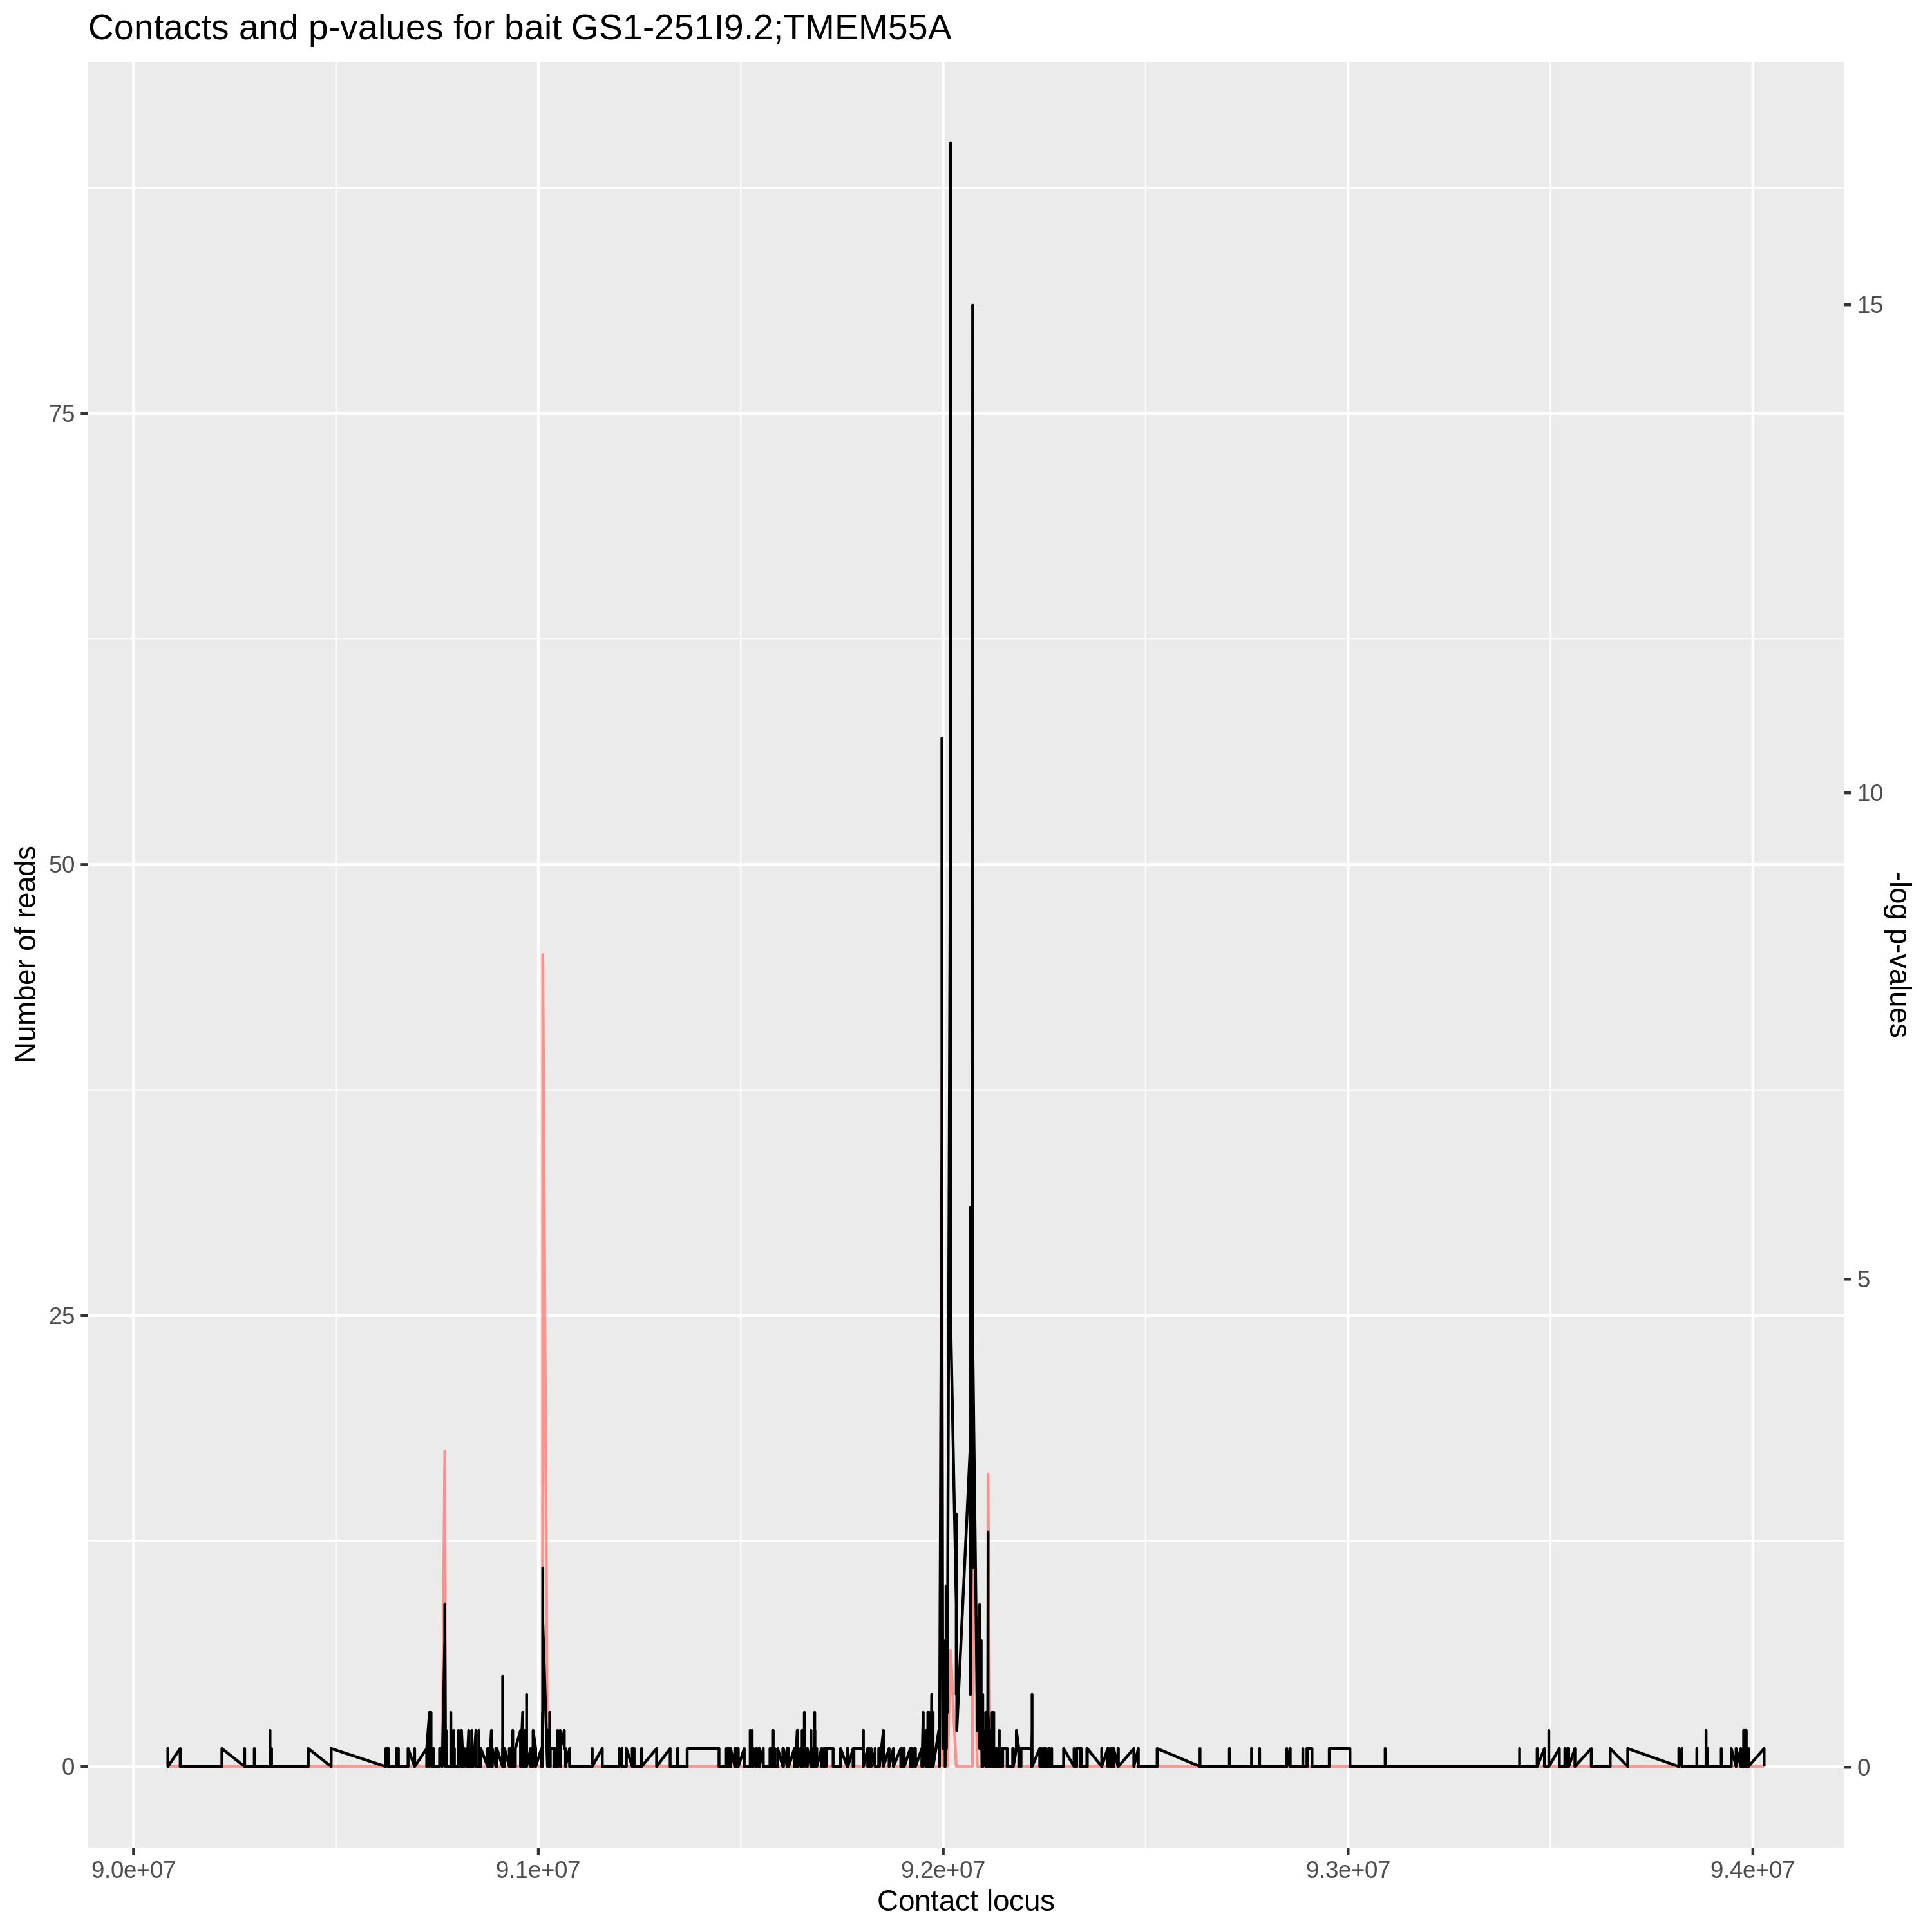 Contacts and p-values for bait GS1-251I9.2;TMEM55A
15
75
10
50
Number of reads
-log p-values
5
25
0
0
9.0e+07 9.1e+07 9.2e+07 9.3e+07 9.4e+07
Contact locus